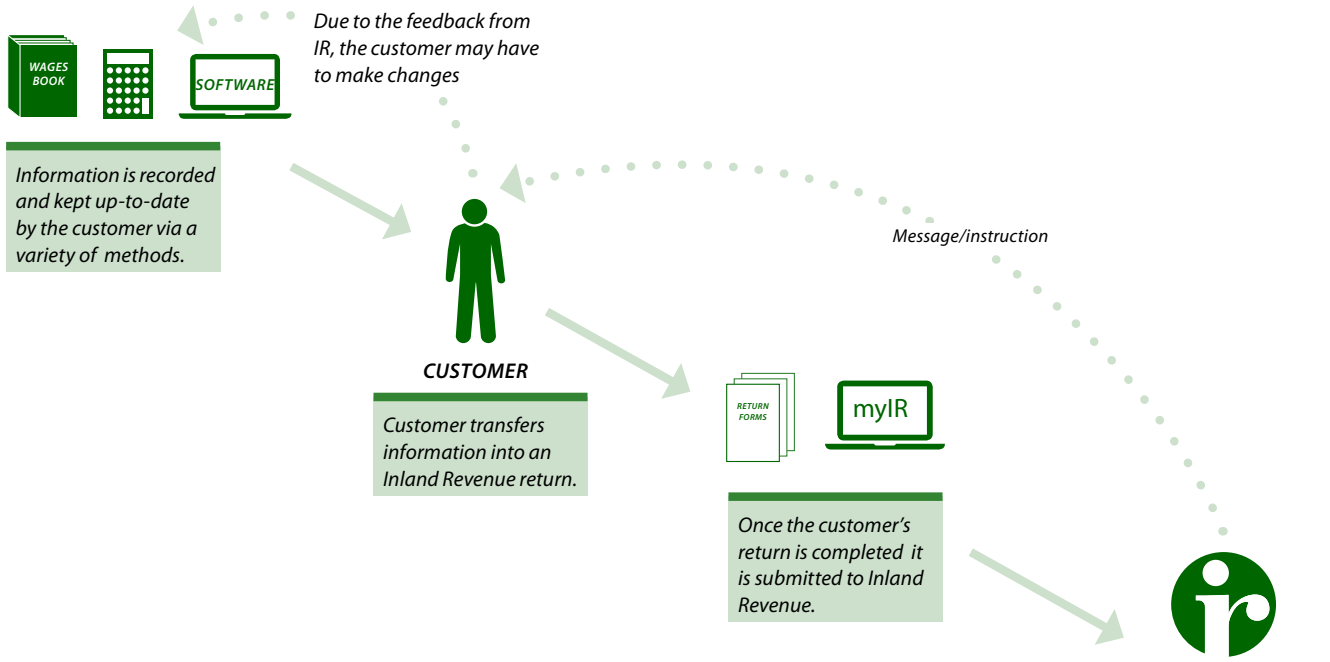 Due to the feedback from
IR, the customer may have
to make changes
WAGES
BOOK
SOFTWARE
Information is recorded
and kept up-to-date
by the customer via a
variety of methods.
Message/instruction
CUSTOMER
Customer transfers
information into an
Inland Revenue return.
RETURN
FORMS
myIR
Once the customer's
return is completed it
is submitted to Inland
Revenue.
ir